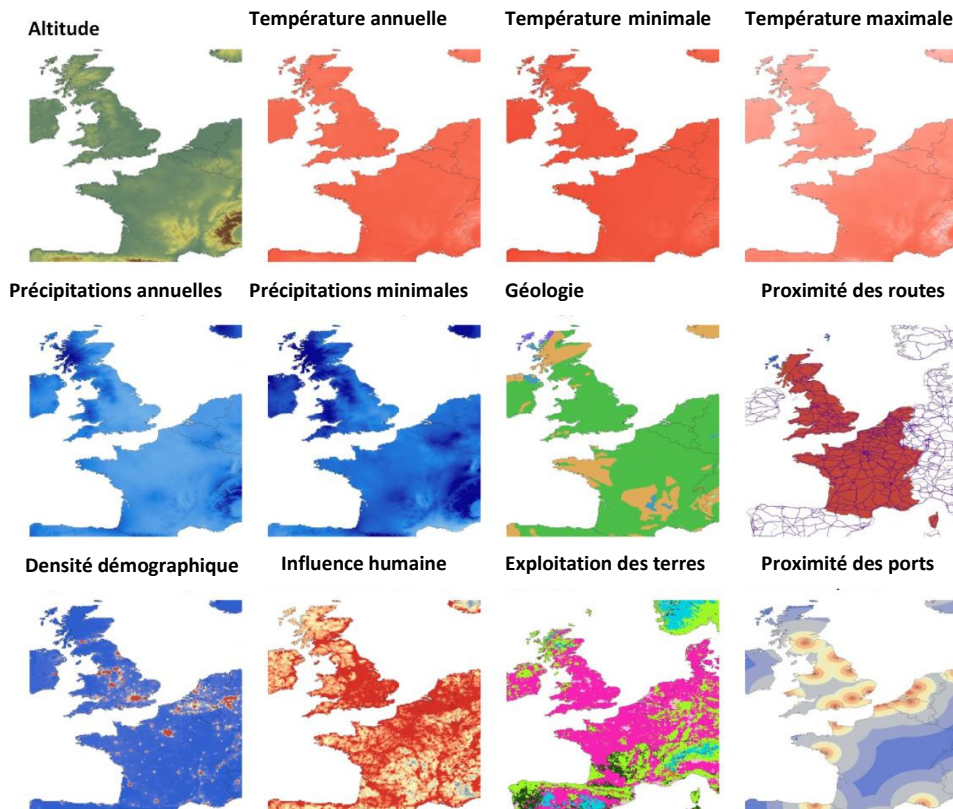 Altitude
Température annuelle
Température minimale
Température maximale
Précipitations annuelles
Précipitations minimales
Géologie
Proximité des routes
Densité démographique
Influence humaine
Exploitation des terres
Proximité des ports